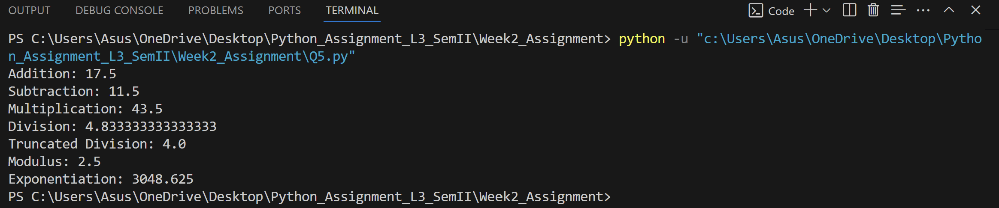 OUTPUT DEBUG CONSOLE PROBLEMS PORTS TERMINAL Code
PS C:\Users\Asus\OneDrive\Desktop\Python_Assignment_L3_SemII\Week2_Assignment> python -u "c:\Users\Asus\OneDrive\Desktop\Pytho
n_Assignment_L3_SemII\Week2_Assignment\Q5.py"
Addition: 17.5
Subtraction: 11.5
Multiplication: 43.5
Division: 4.833333333333333
Truncated Division: 4.0
Modulus: 2.5
Exponentiation: 3048.625
PS C:\Users\Asus\OneDrive\Desktop\Python_Assignment_L3_SemII\Week2_Assignment>